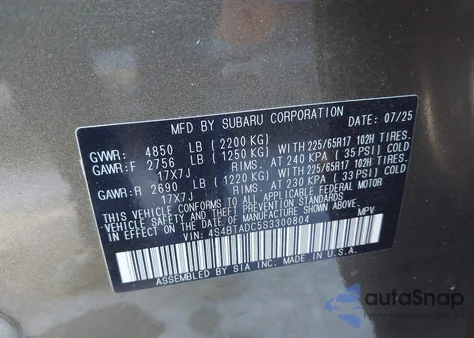 MFD BY SUBARU CORPORATION DATE: 07/25
GVWR: 4850 LB (2200 KG)
GAWR:F 2756 LB (1250 KG) WITH 225/65R17 102H TIRES.
17X7J RIMS. AT 240 KPA (35 PSI) COLD
GAWR:R 2690 LB (1220 KG) WITH 225/65R17 102H TIRES.
17X7J RIMS. AT 230 KPA (33 PSI) COLD
THIS VEHICLE CONFORMS TO ALL APPLICABLE FEDERAL MOTOR
VEHICLE SAFETY STANDARDS IN EFFECT ON THE
DATE OF MANUFACTURE SHOWN ABOVE.
VIN: 4S4BTADC5S3300804 MPV
ASSEMBLED BY SIA INC. MADE IN U.S.A.
autoSnap